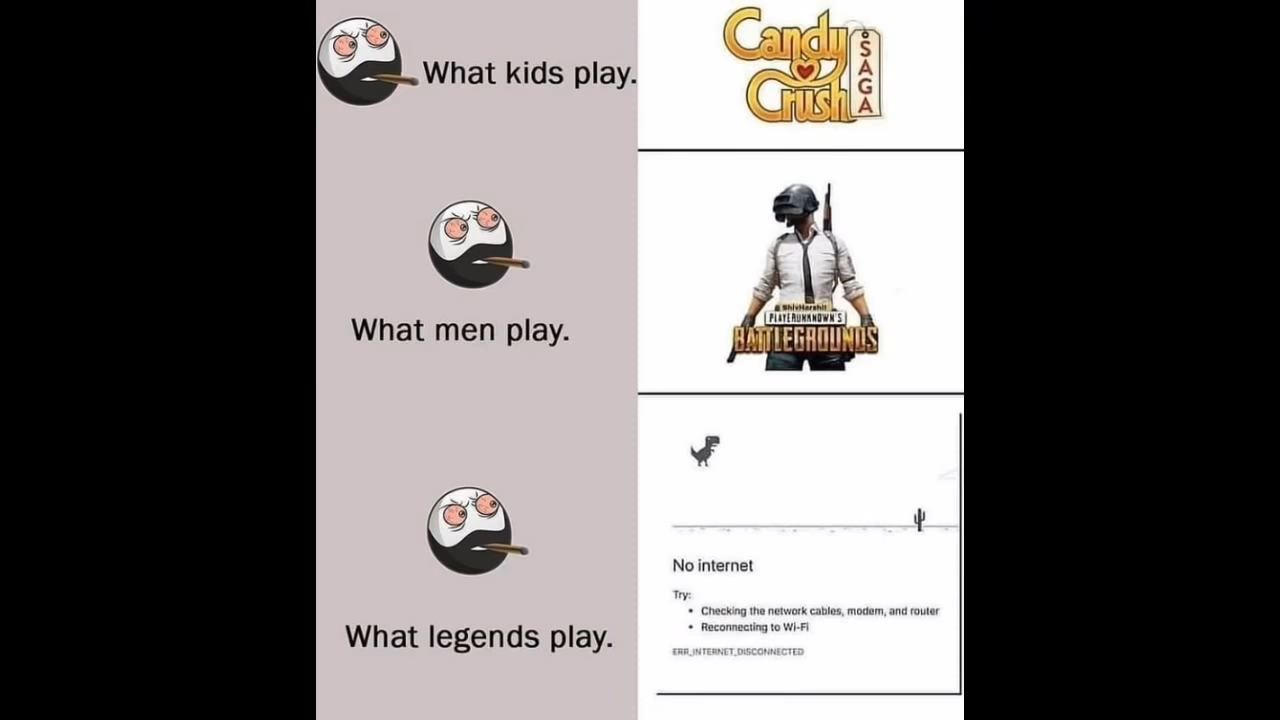 What kids play.
Candy
Crush
SAGA
What men play.
PLAYERUNKNOWN'S
BATTLEGROUNDS
No internet
Try:
• Checking the network cables, modem, and router
• Reconnecting to Wi-Fi
ERR_INTERNET_DISCONNECTED
What legends play.